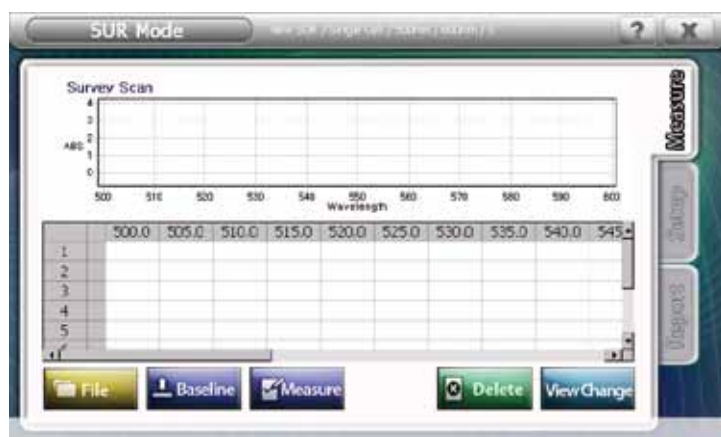 SUR Mode
? X
Measure
Setup
Report
Survey Scan
4
3
ABS 2
1
0
500 510 520 530 540 550 560 570 580 590 600
Wavelength
500.0 505.0 510.0 515.0 520.0 525.0 530.0 535.0 540.0 545
1
2
3
4
5
File Baseline Measure Delete View Change